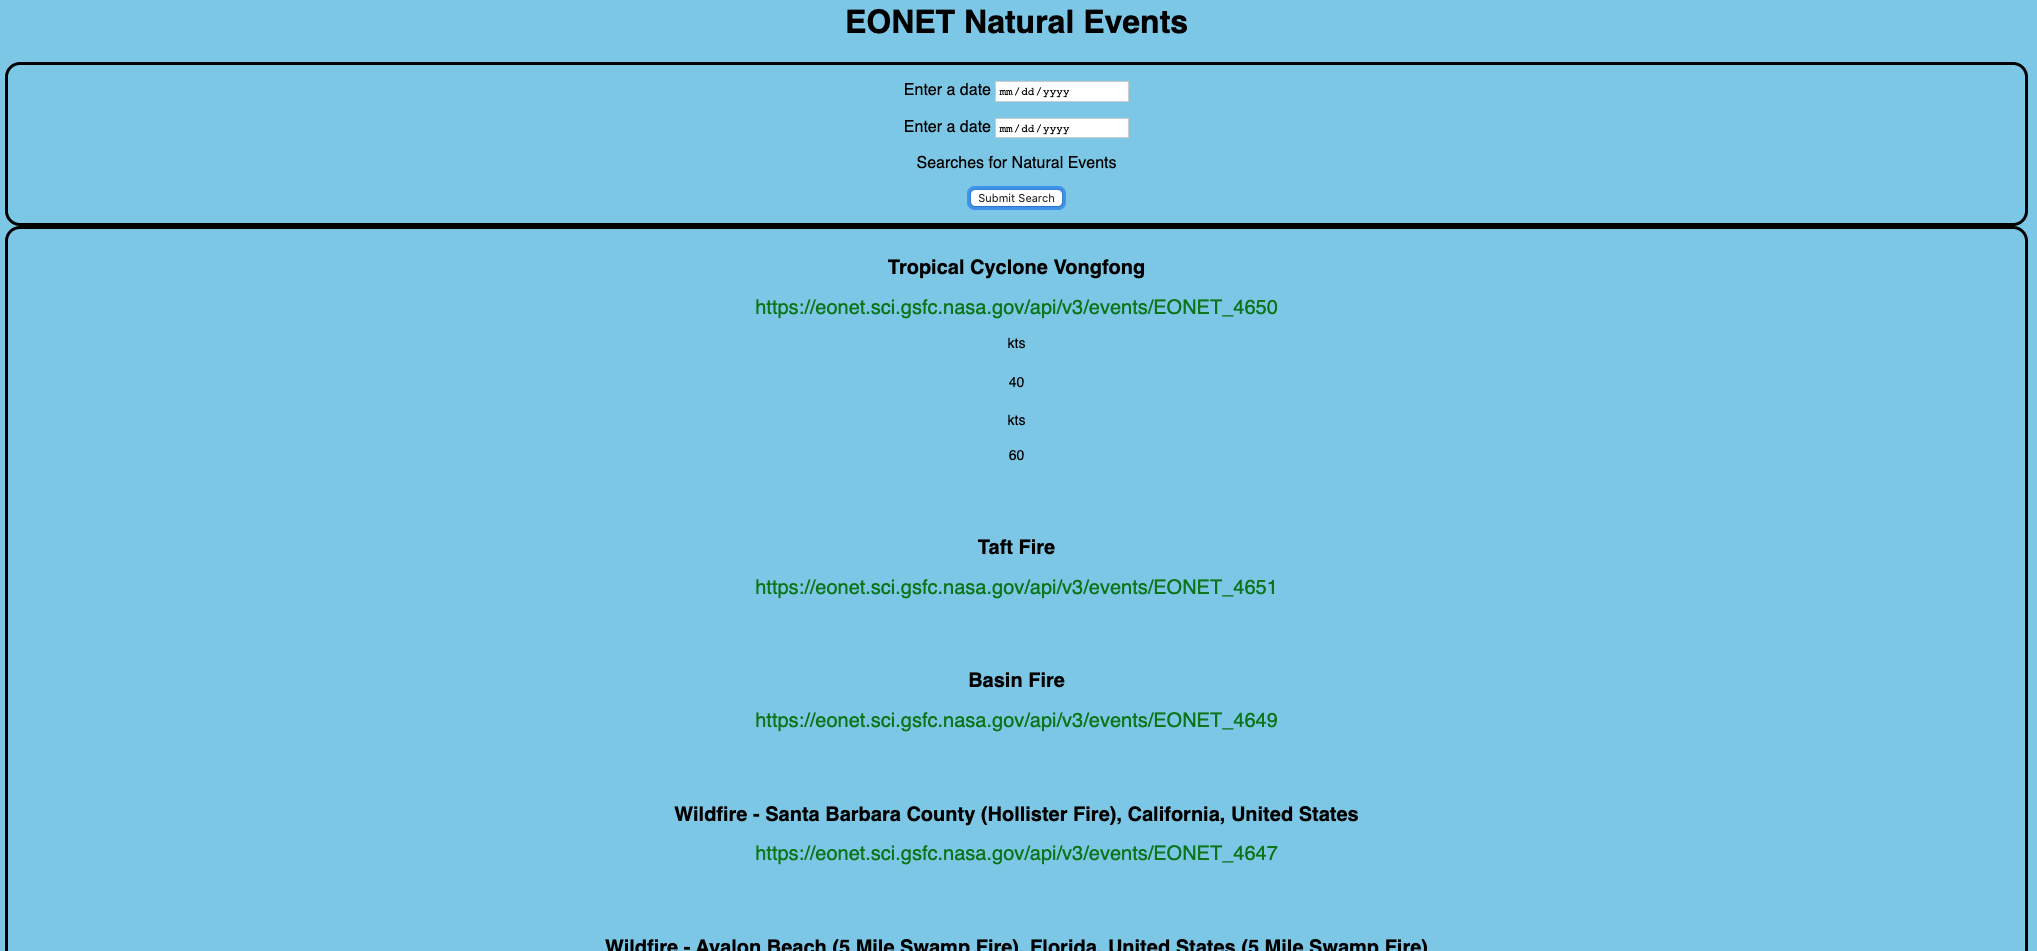 EONET Natural Events
Enter a date mm/dd/yyyy
Enter a date mm/dd/yyyy
Searches for Natural Events
Submit Search
Tropical Cyclone Vongfong
https://eonet.sci.gsfc.nasa.gov/api/v3/events/EONET_4650
kts
40
kts
60
Taft Fire
https://eonet.sci.gsfc.nasa.gov/api/v3/events/EONET_4651
Basin Fire
https://eonet.sci.gsfc.nasa.gov/api/v3/events/EONET_4649
Wildfire - Santa Barbara County (Hollister Fire), California, United States
https://eonet.sci.gsfc.nasa.gov/api/v3/events/EONET_4647
Wildfire - Avalon Beach (5 Mile Swamp Fire), Florida, United States (5 Mile Swamp Fire)